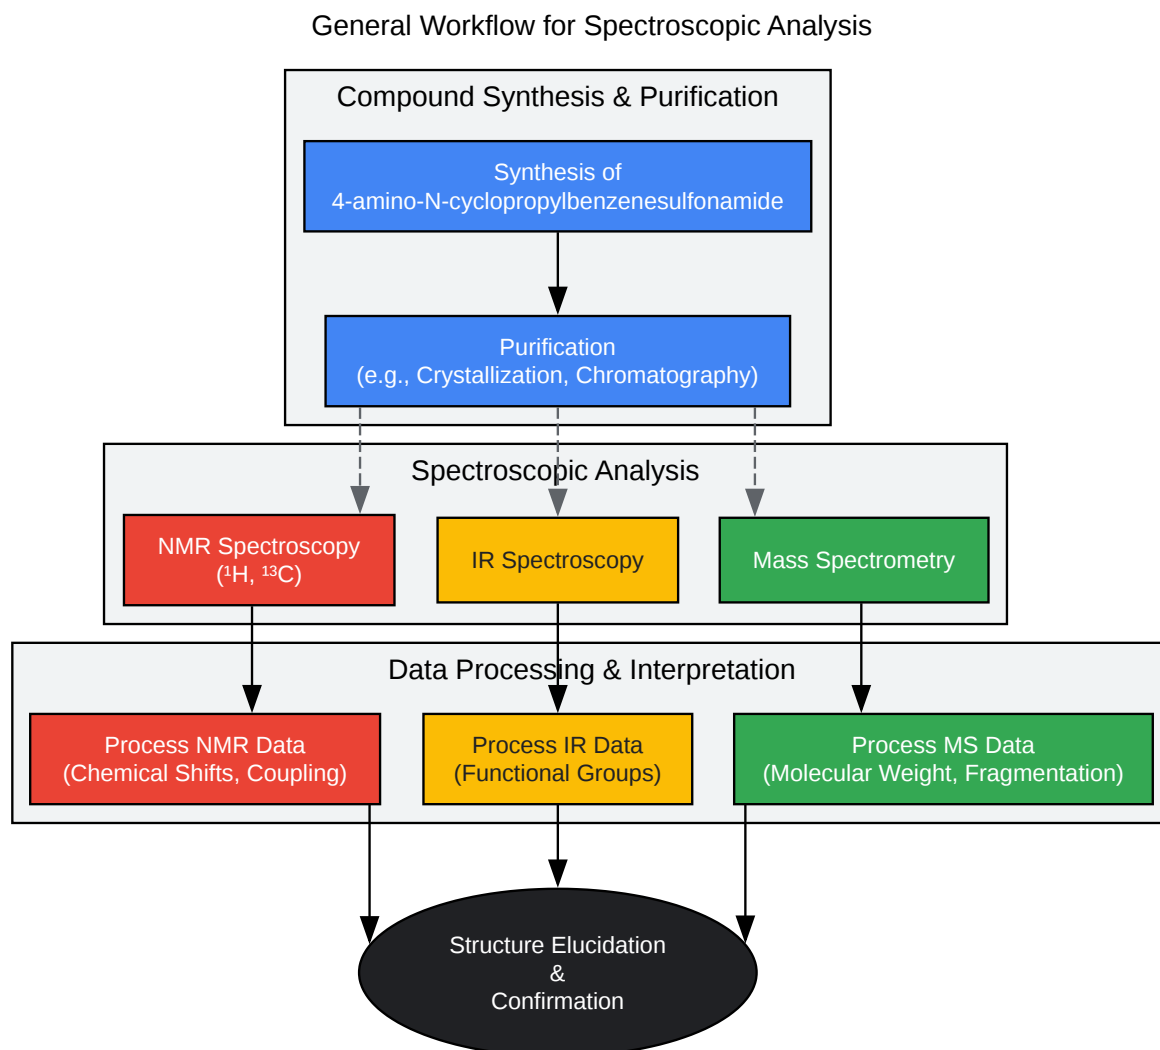 General Workflow for Spectroscopic Analysis
Compound Synthesis & Purification
Synthesis of
4-amino-N-cyclopropylbenzenesulfonamide
Purification
(e.g., Crystallization, Chromatography)
Spectroscopic Analysis
NMR Spectroscopy
(¹H, ¹³C)
IR Spectroscopy
Mass Spectrometry
Data Processing & Interpretation
Process NMR Data
(Chemical Shifts, Coupling)
Process IR Data
(Functional Groups)
Process MS Data
(Molecular Weight, Fragmentation)
Structure Elucidation
&
Confirmation